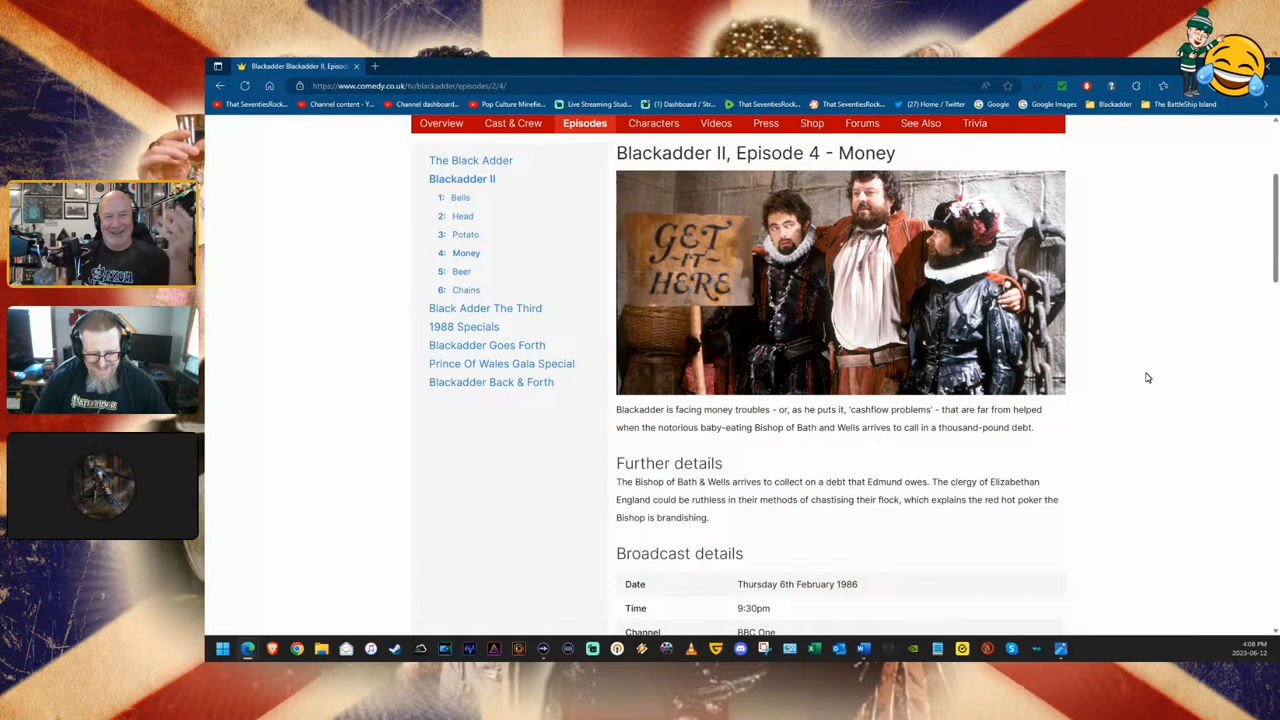 Blackadder Blackadder II, Episo
https://www.comedy.co.uk/tv/blackadder/episodes/2/4/
That SeventiesRock... Channel content - Y... Channel dashboard... Pop Culture Minefie... Live Streaming Stud... (1) Dashboard / Str... That SeventiesRock... That SeventiesRock... (27) Home / Twitter Google Google Images Blackadder The BattleShip Island
Overview Cast & Crew Episodes Characters Videos Press Shop Forums See Also Trivia
The Black Adder
Blackadder II
1: Bells
2: Head
3: Potato
4: Money
5: Beer
6: Chains
Black Adder The Third
1988 Specials
Blackadder Goes Forth
Prince Of Wales Gala Special
Blackadder Back & Forth
Blackadder II, Episode 4 - Money
GET
-IT-
HERE
Blackadder is facing money troubles - or, as he puts it, 'cashflow problems' - that are far from helped
when the notorious baby-eating Bishop of Bath and Wells arrives to call in a thousand-pound debt.
Further details
The Bishop of Bath & Wells arrives to collect on a debt that Edmund owes. The clergy of Elizabethan
England could be ruthless in their methods of chastising their flock, which explains the red hot poker the
Bishop is brandishing.
Broadcast details
Date Thursday 6th February 1986
Time 9:30pm
Channel BBC One
4:08 PM
2023-06-12